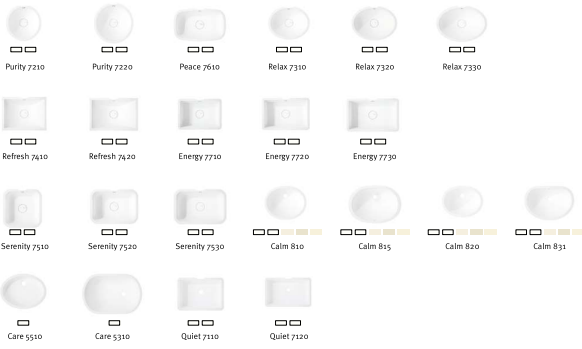 Purity 7210 Purity 7220 Peace 7610 Relax 7310 Relax 7320 Relax 7330
Refresh 7410 Refresh 7420 Energy 7710 Energy 7720 Energy 7730
Serenity 7510 Serenity 7520 Serenity 7530 Calm 810 Calm 815 Calm 820 Calm 831
Care 5510 Care 5310 Quiet 7110 Quiet 7120